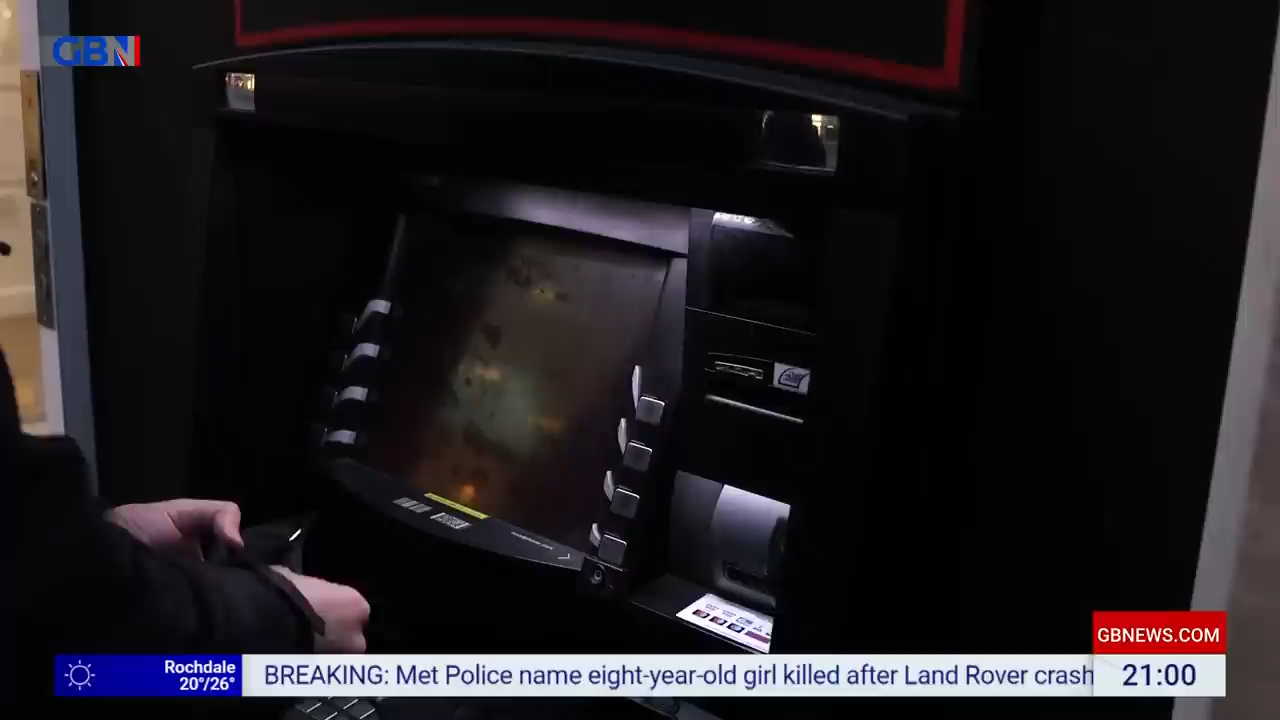 GBN
GBNEWS.COM
Rochdale
20°/26°
BREAKING: Met Police name eight-year-old girl killed after Land Rover crash
21:00